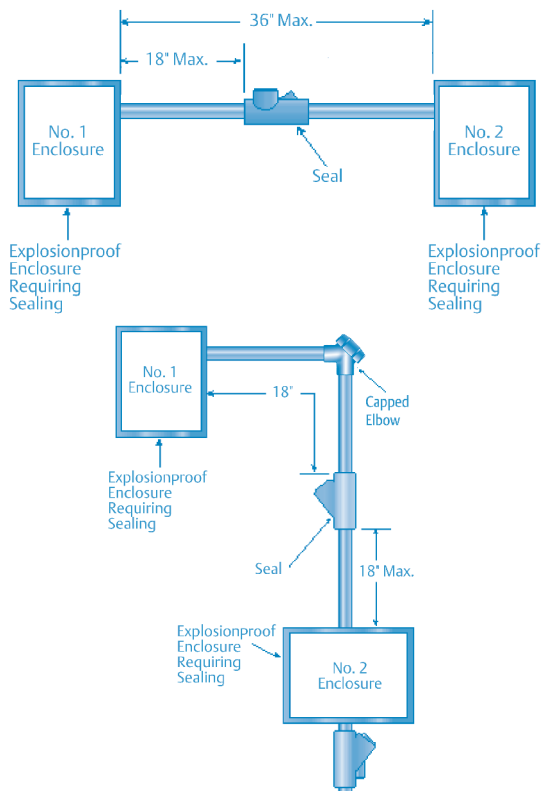 36" Max.
18" Max.
No. 1
Enclosure
No. 2
Enclosure
Seal
Explosionproof
Enclosure
Requiring
Sealing
Explosionproof
Enclosure
Requiring
Sealing
No. 1
Enclosure
18"
Capped
Elbow
Explosionproof
Enclosure
Requiring
Sealing
Seal
18" Max.
Explosionproof
Enclosure
Requiring
Sealing
No. 2
Enclosure